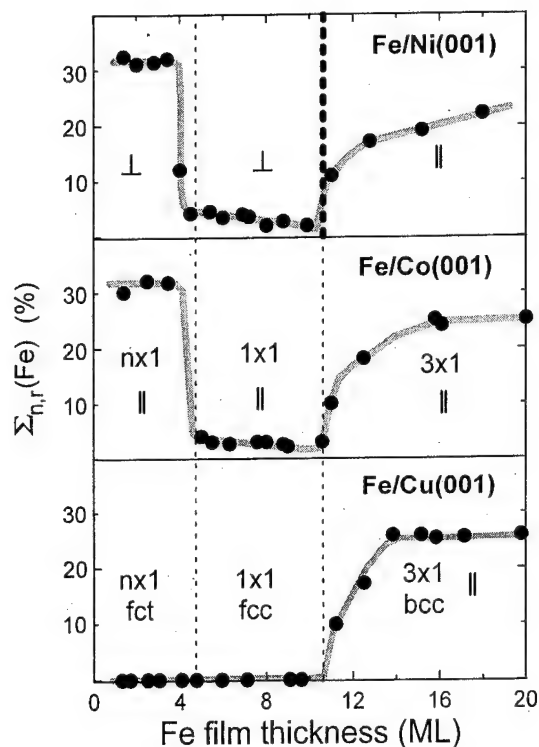 Fe/Ni(001)
30
20
10
⊥ ⊥ ||
Fe/Co(001)
30
20
10
nx1 1x1 3x1
|| || ||
Fe/Cu(001)
30
20
10
nx1 1x1 3x1 ||
fct fcc bcc
0 4 8 12 16 20
Fe film thickness (ML)
Σn,r(Fe) (%)